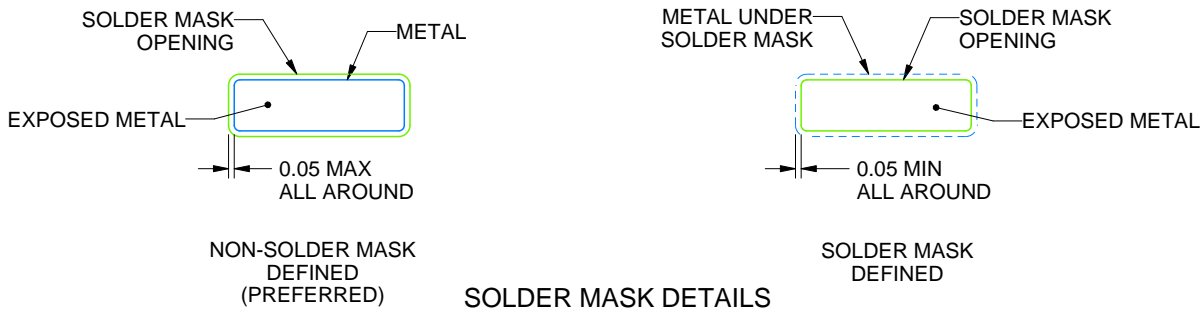 SOLDER MASK
OPENING
METAL
EXPOSED METAL
0.05 MAX
ALL AROUND
NON-SOLDER MASK
DEFINED
(PREFERRED)
METAL UNDER
SOLDER MASK
SOLDER MASK
OPENING
EXPOSED METAL
0.05 MIN
ALL AROUND
SOLDER MASK
DEFINED
SOLDER MASK DETAILS